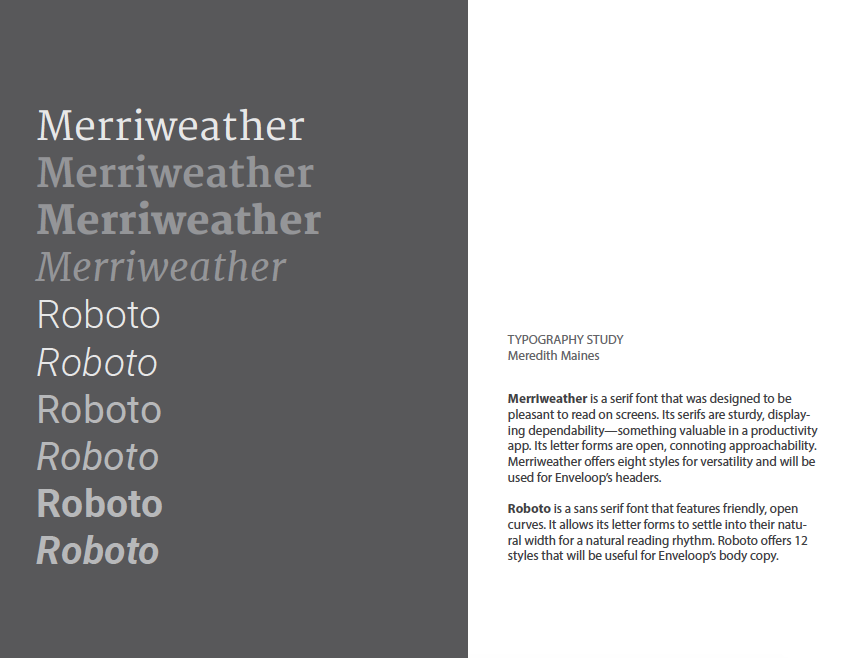 Merriweather
Merriweather
Merriweather
Merriweather
Roboto
Roboto
Roboto
Roboto
Roboto
Roboto
TYPOGRAPHY STUDY
Meredith Maines
Merriweather is a serif font that was designed to be
pleasant to read on screens. Its serifs are sturdy, display-
ing dependability—something valuable in a productivity
app. Its letter forms are open, connoting approachability.
Merriweather offers eight styles for versatility and will be
used for Enveloop's headers.
Roboto is a sans serif font that features friendly, open
curves. It allows its letter forms to settle into their natu-
ral width for a natural reading rhythm. Roboto offers 12
styles that will be useful for Enveloop's body copy.